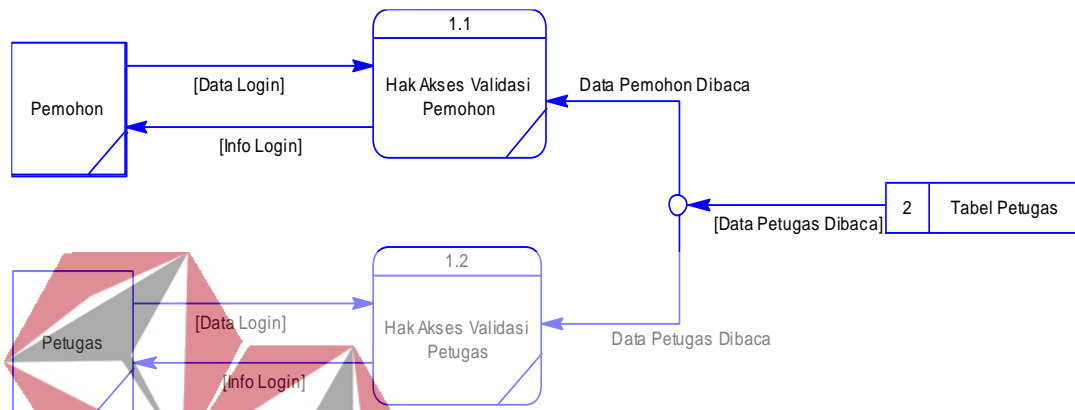 1.1
Pemohon
[Data Login]
Hak Akses Validasi
Pemohon
[Info Login]
Data Pemohon Dibaca
2
Tabel Petugas
[Data Petugas Dibaca]
1.2
Petugas
[Data Login]
Hak Akses Validasi
Petugas
[Info Login]
Data Petugas Dibaca